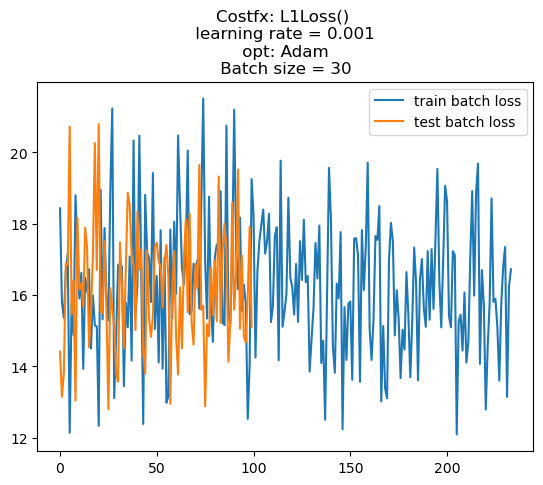 Costfx: L1Loss()
learning rate = 0.001
opt: Adam
Batch size = 30
train batch loss
test batch loss
20
18
16
14
12
0
50
100
150
200